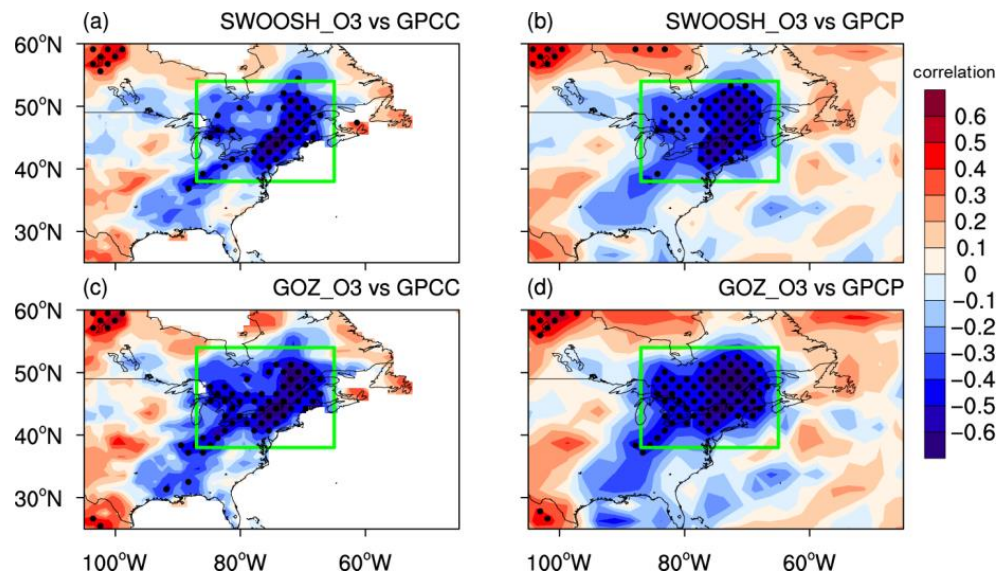 (a) SWOOSH_O3 vs GPCC
(b) SWOOSH_O3 vs GPCP
60°N
50°N
40°N
30°N
correlation
0.6
0.5
0.4
0.3
0.2
0.1
0
−0.1
−0.2
−0.3
−0.4
−0.5
−0.6
(c) GOZ_O3 vs GPCC
(d) GOZ_O3 vs GPCP
60°N
50°N
40°N
30°N
100°W 80°W 60°W
100°W 80°W 60°W